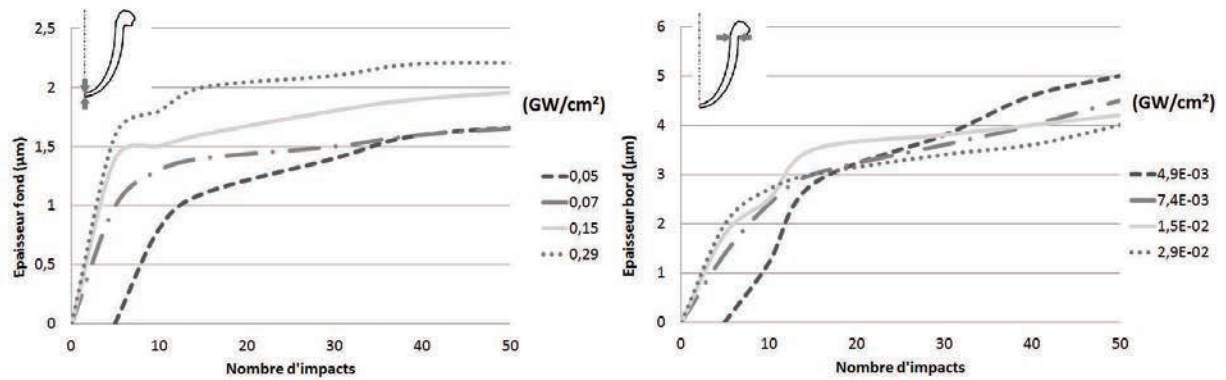 2,5
2
1,5
1
0,5
0
Epaisseur fond (µm)
0 10 20 30 40 50
Nombre d'impacts
(GW/cm²)
0,05
0,07
0,15
0,29
6
5
4
3
2
1
0
Epaisseur bord (µm)
0 10 20 30 40 50
Nombre d'impacts
(GW/cm²)
4,9E-03
7,4E-03
1,5E-02
2,9E-02